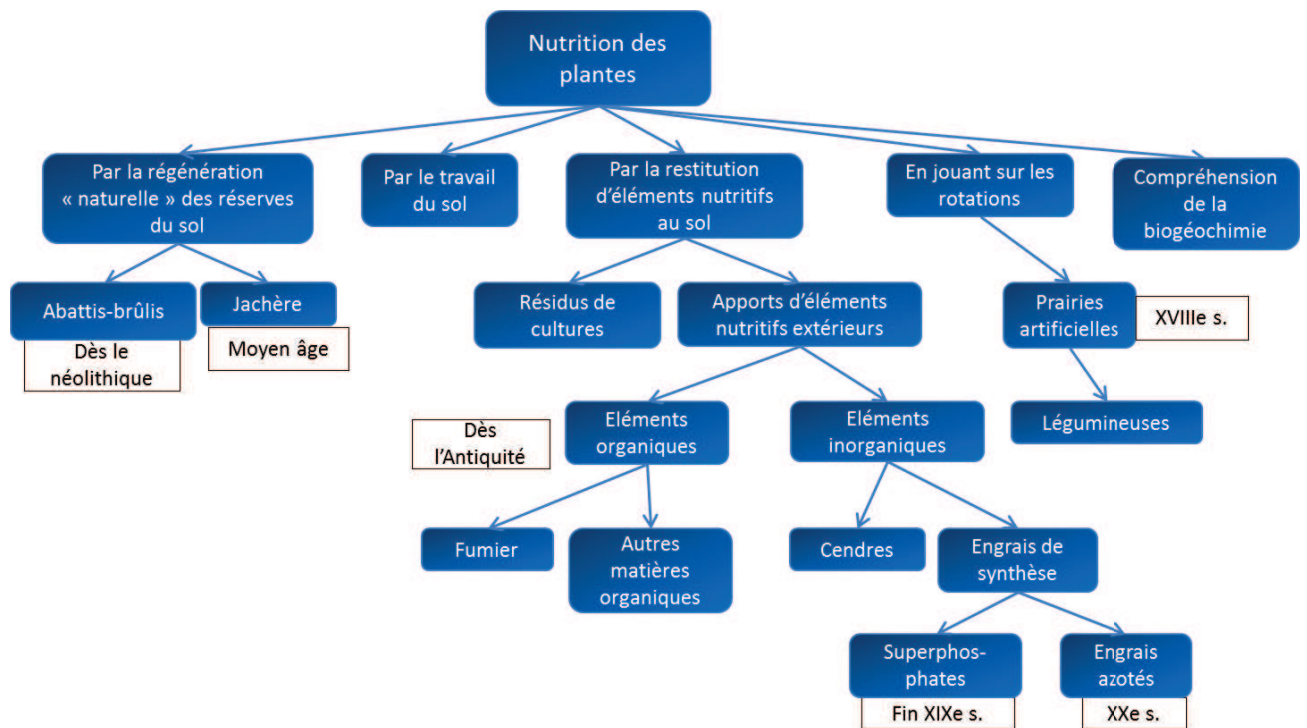 Nutrition des
plantes
Par la régénération
« naturelle » des réserves
du sol
Par le travail
du sol
Par la restitution
d'éléments nutritifs
au sol
En jouant sur les
rotations
Compréhension
de la
biogéochimie
Abattis-brûlis
Dès le
néolithique
Jachère
Moyen âge
Résidus de
cultures
Apports d'éléments
nutritifs extérieurs
Prairies
artificielles
XVIIIe s.
Dès
l'Antiquité
Eléments
organiques
Eléments
inorganiques
Légumineuses
Fumier
Autres
matières
organiques
Cendres
Engrais de
synthèse
Superphos-
phates
Fin XIXe s.
Engrais
azotés
XXe s.